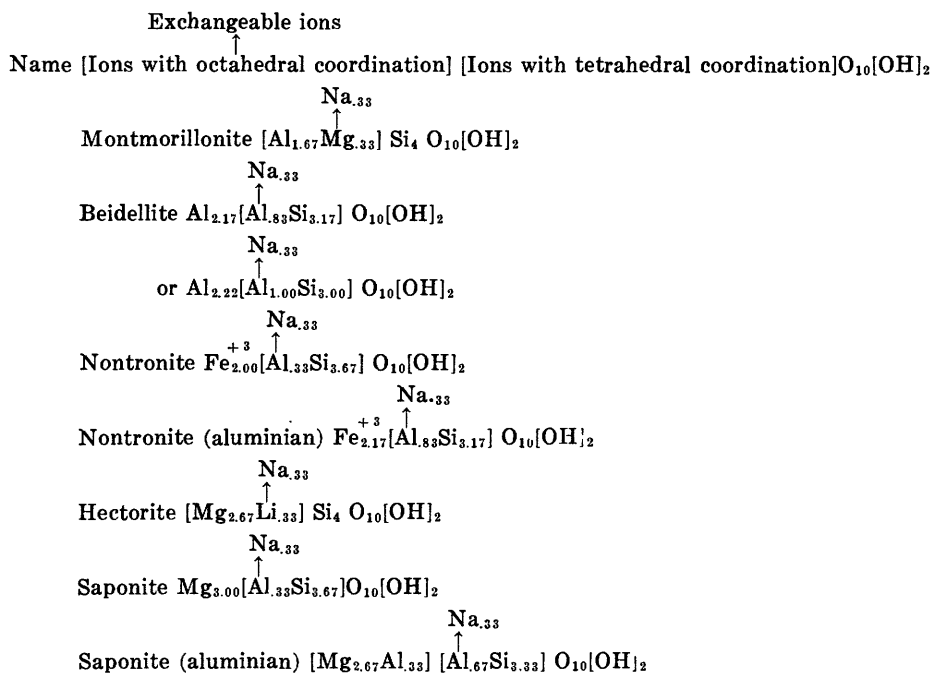 Exchangeable ions
↑
Name [Ions with octahedral coordination] [Ions with tetrahedral coordination]O₁₀[OH]₂
Na.₃₃
↑
Montmorillonite [Al₁.₆₇Mg.₃₃] Si₄ O₁₀[OH]₂
Na.₃₃
↑
Beidellite Al₂.₁₇[Al.₈₃Si₃.₁₇] O₁₀[OH]₂
Na.₃₃
↑
or Al₂.₂₂[Al₁.₀₀Si₃.₀₀] O₁₀[OH]₂
Na.₃₃
↑
Nontronite Fe⁺³₂.₀₀[Al.₃₃Si₃.₆₇] O₁₀[OH]₂
Na.₃₃
↑
Nontronite (aluminian) Fe⁺³₂.₁₇[Al.₈₃Si₃.₁₇] O₁₀[OH]₂
Na.₃₃
↑
Hectorite [Mg₂.₆₇Li.₃₃] Si₄ O₁₀[OH]₂
Na.₃₃
↑
Saponite Mg₃.₀₀[Al.₃₃Si₃.₆₇]O₁₀[OH]₂
Na.₃₃
↑
Saponite (aluminian) [Mg₂.₆₇Al.₃₃] [Al.₆₇Si₃.₃₃] O₁₀[OH]₂